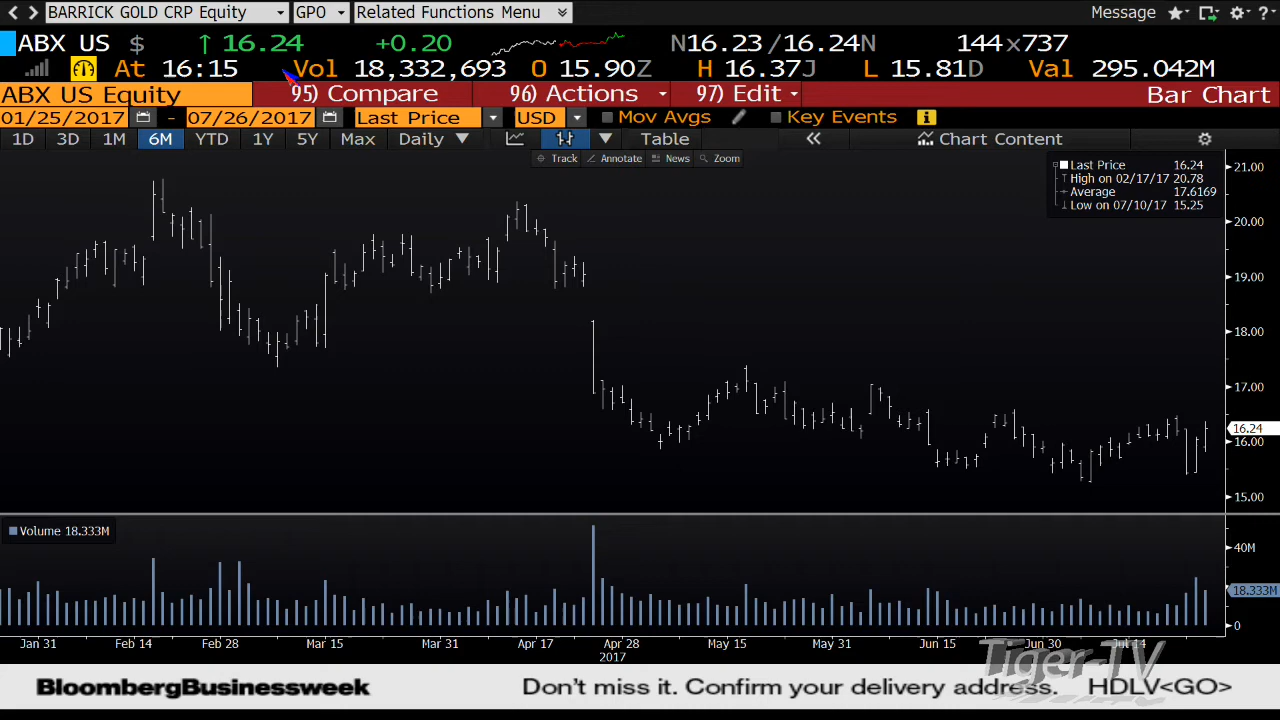 BARRICK GOLD CRP Equity GPO Related Functions Menu Message
ABX US $ ↑ 16.24 +0.20 N16.23 /16.24N 144x737
At 16:15 Vol 18,332,693 O 15.90Z H 16.37J L 15.81D Val 295.042M
ABX US Equity 95) Compare 96) Actions 97) Edit Bar Chart
01/25/2017 - 07/26/2017 Last Price USD Mov Avgs Key Events
1D 3D 1M 6M YTD 1Y 5Y Max Daily Table Chart Content
Track Annotate News Zoom
Last Price 16.24
High on 02/17/17 20.78
Average 17.6169
Low on 07/10/17 15.25
21.00
20.00
19.00
18.00
17.00
16.24
16.00
15.00
Volume 18.333M
40M
18.333M
0
Jan 31 Feb 14 Feb 28 Mar 15 Mar 31 Apr 17 Apr 28 May 15 May 31 Jun 15 Jun 30 Jul 14
2017
Tiger-TV
BloombergBusinessweek Don't miss it. Confirm your delivery address. HDLV<GO>